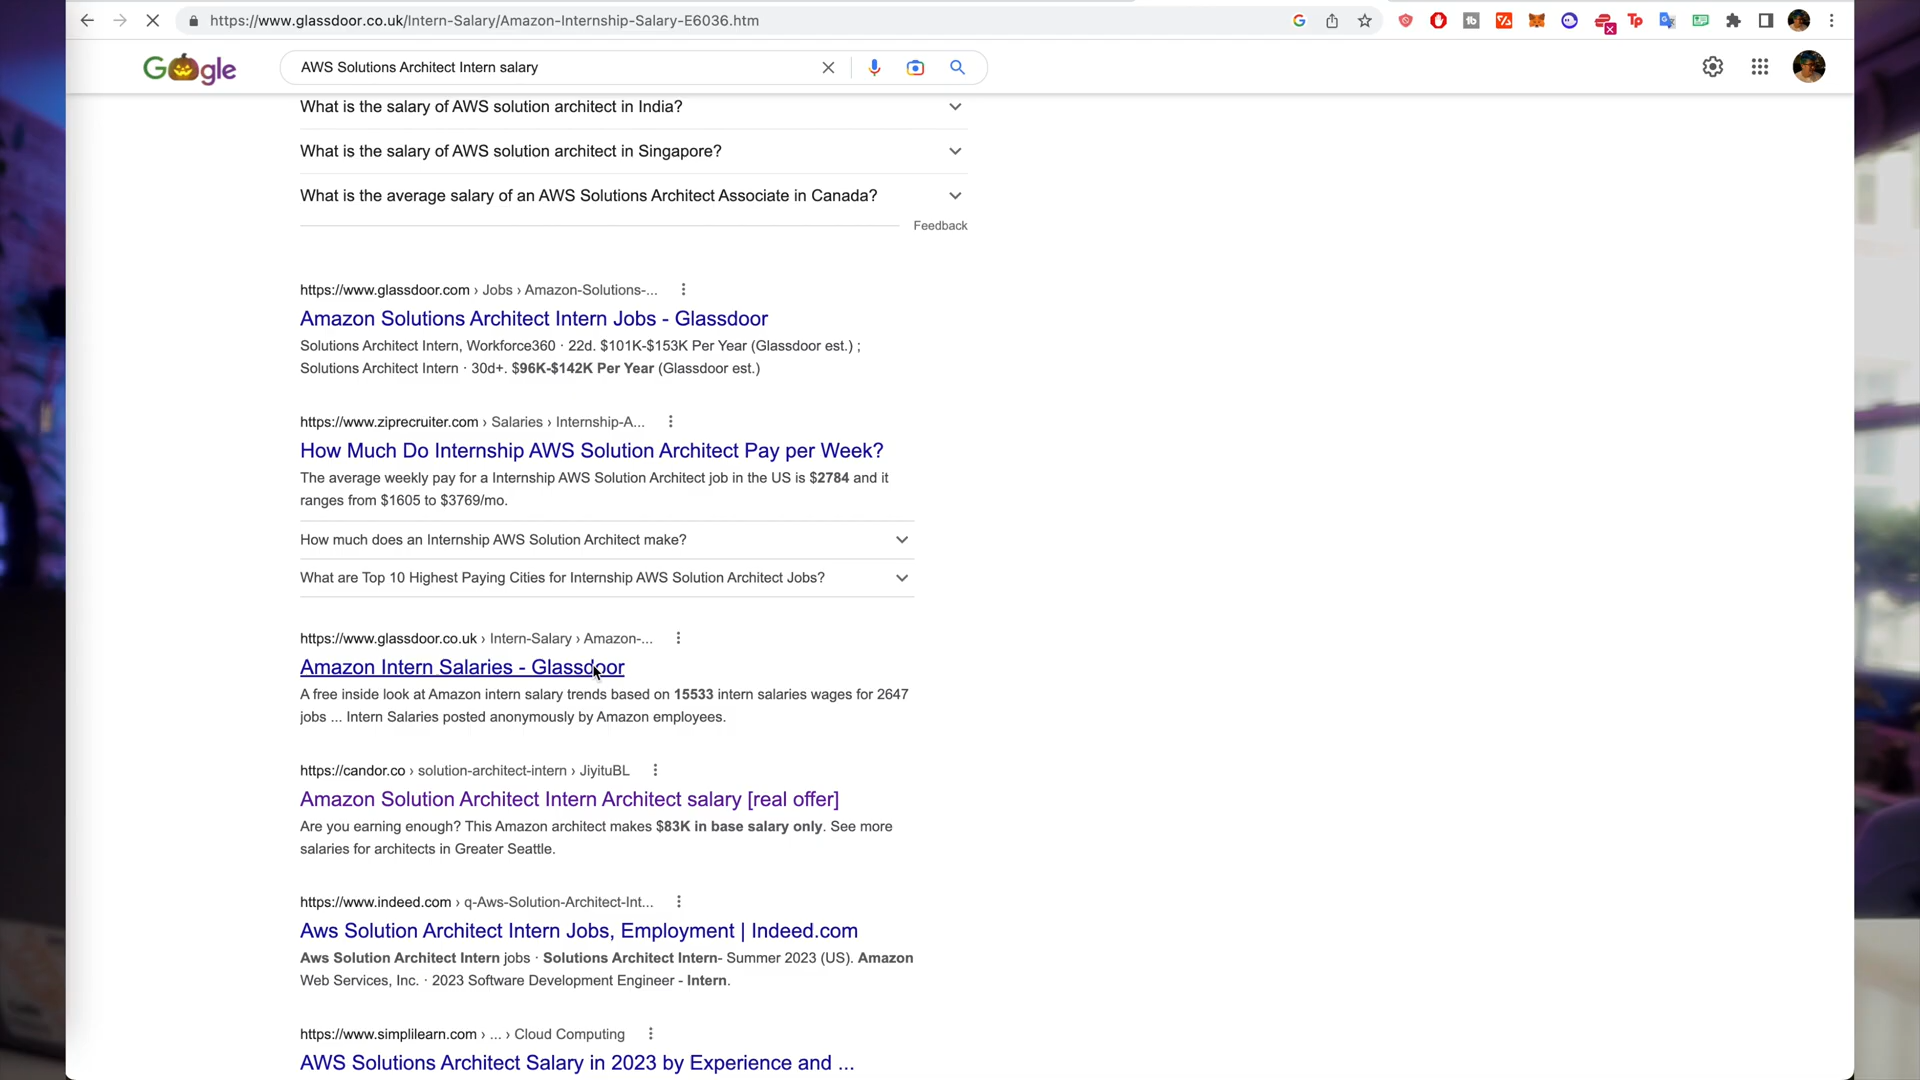 https://www.glassdoor.co.uk/Intern-Salary/Amazon-Internship-Salary-E6036.htm
Google
AWS Solutions Architect Intern salary
What is the salary of AWS solution architect in India?
What is the salary of AWS solution architect in Singapore?
What is the average salary of an AWS Solutions Architect Associate in Canada?
Feedback
https://www.glassdoor.com › Jobs › Amazon-Solutions-...
Amazon Solutions Architect Intern Jobs - Glassdoor
Solutions Architect Intern, Workforce360 · 22d. $101K-$153K Per Year (Glassdoor est.) ;
Solutions Architect Intern · 30d+. $96K-$142K Per Year (Glassdoor est.)
https://www.ziprecruiter.com › Salaries › Internship-A...
How Much Do Internship AWS Solution Architect Pay per Week?
The average weekly pay for a Internship AWS Solution Architect job in the US is $2784 and it
ranges from $1605 to $3769/mo.
How much does an Internship AWS Solution Architect make?
What are Top 10 Highest Paying Cities for Internship AWS Solution Architect Jobs?
https://www.glassdoor.co.uk › Intern-Salary › Amazon-...
Amazon Intern Salaries - Glassdoor
A free inside look at Amazon intern salary trends based on 15533 intern salaries wages for 2647
jobs ... Intern Salaries posted anonymously by Amazon employees.
https://candor.co › solution-architect-intern › JiyituBL
Amazon Solution Architect Intern Architect salary [real offer]
Are you earning enough? This Amazon architect makes $83K in base salary only. See more
salaries for architects in Greater Seattle.
https://www.indeed.com › q-Aws-Solution-Architect-Int...
Aws Solution Architect Intern Jobs, Employment | Indeed.com
Aws Solution Architect Intern jobs · Solutions Architect Intern- Summer 2023 (US). Amazon
Web Services, Inc. · 2023 Software Development Engineer - Intern.
https://www.simplilearn.com › ... › Cloud Computing
AWS Solutions Architect Salary in 2023 by Experience and ...